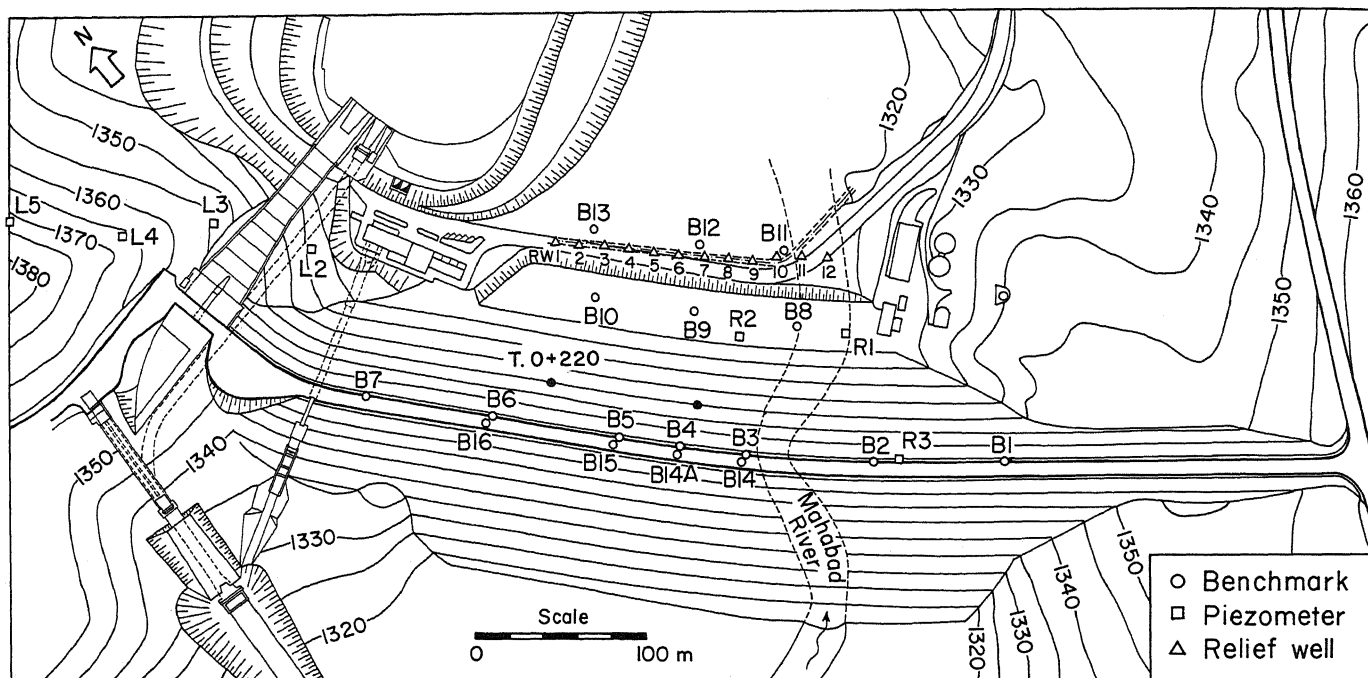 N
1350
1360
1370
1380
L5
L4
L3
L2
B13
B12
B11
RW1 2 3 4 5 6 7 8 9 10 11 12
1320
1330
1340
1350
1360
B10
B9
R2
B8
R1
T. 0+220
B7
B6
B16
B5
B15
B4
B14A
B3
B14
B2
R3
B1
Mahabad
River
1350
1340
1330
1320
Scale
0 100 m
1320
1330
1340
1350
Benchmark
Piezometer
Relief well